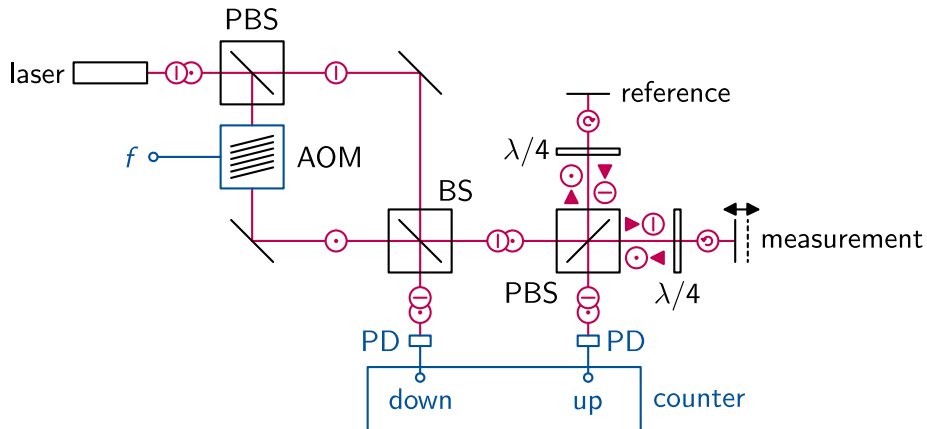 PBS
laser
reference
f
AOM
λ/4
BS
measurement
PBS
λ/4
PD
PD
down
up
counter